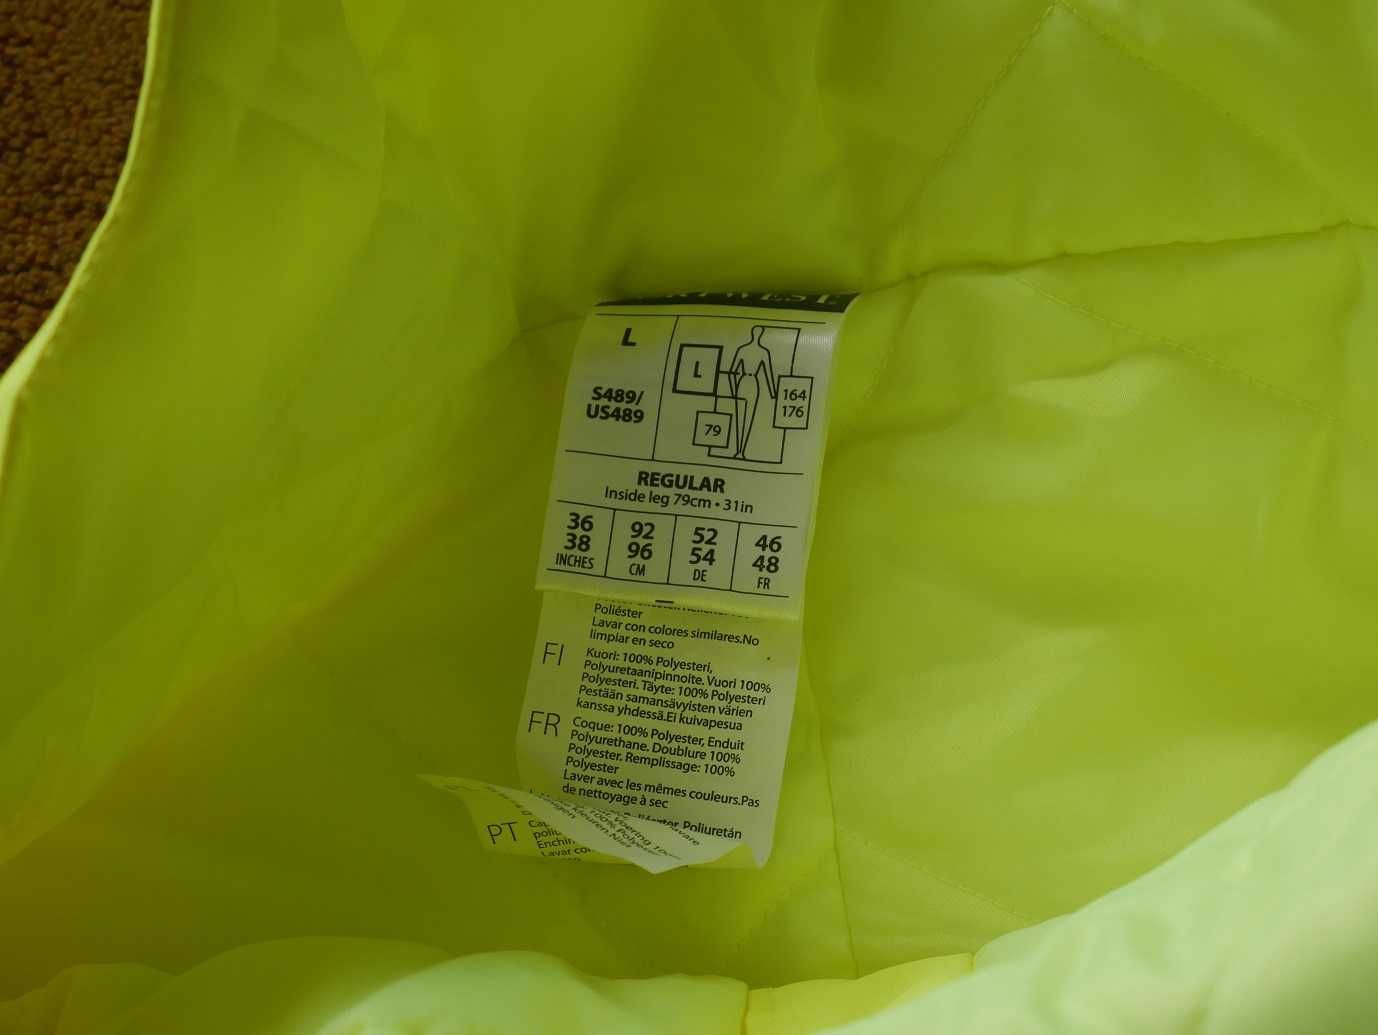 L
S489/
US489
L
164
176
79
REGULAR
Inside leg 79cm • 31in
36 92 52 46
38 96 54 48
INCHES CM DE FR
Poliéster
Lavar con colores similares.No
limpiar en seco
FI Kuori: 100% Polyesteri,
Polyuretaanipinnoite. Vuori 100%
Polyesteri. Täyte: 100% Polyesteri
Pestään samansävyisten värien
kanssa yhdessä.Ei kuivapesua
FR Coque: 100% Polyester, Enduit
Polyurethane. Doublure 100%
Polyester. Remplissage: 100%
Polyester
Laver avec les mêmes couleurs.Pas
de nettoyage à sec
Poliuretán
PT
Lavar